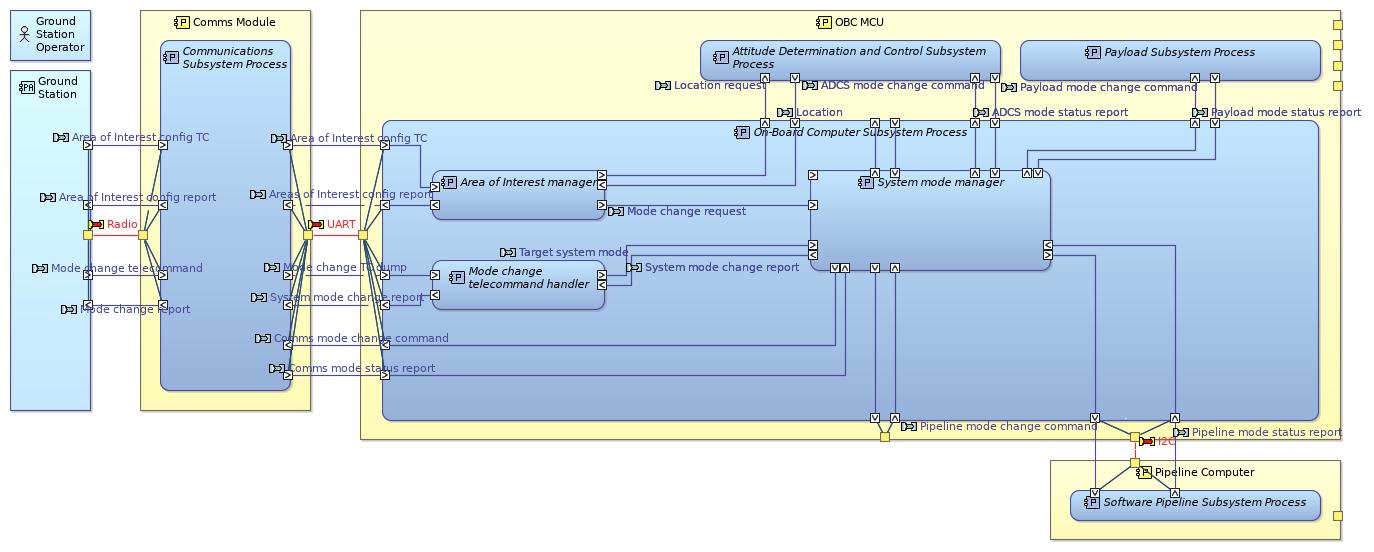 Ground
Station
Operator
Comms Module
OBC MCU
Communications
Subsystem Process
Attitude Determination and Control Subsystem
Process
Payload Subsystem Process
Ground
Station
Location request
ADCS mode change command
Payload mode change command
Location
ADCS mode status report
Payload mode status report
Area of Interest config TC
Area of Interest config TC
On-Board Computer Subsystem Process
Area of Interest manager
System mode manager
Area of Interest config report
Areas of Interest config report
Mode change request
Radio
UART
Target system mode
Mode change telecommand
Mode change TC dump
Mode change
telecommand handler
System mode change report
Mode change report
System mode change report
Comms mode change command
Comms mode status report
Pipeline mode change command
Pipeline mode status report
I2C
Pipeline Computer
Software Pipeline Subsystem Process